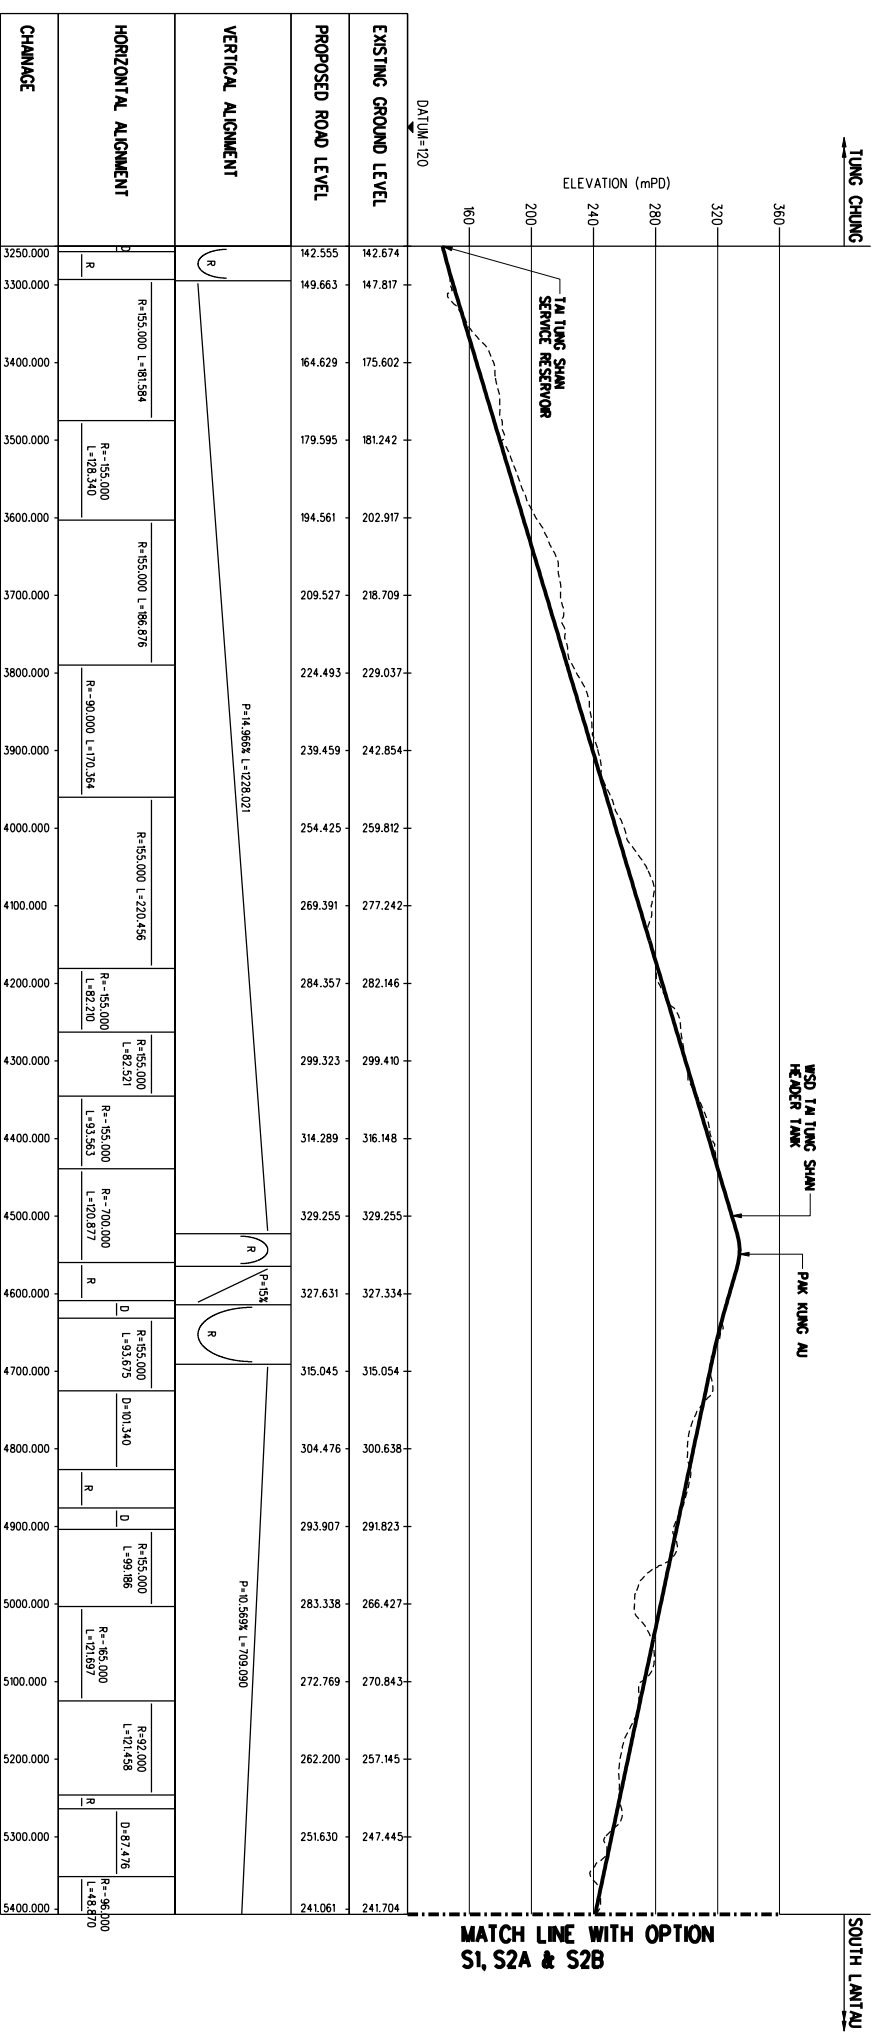 TUNG CHUNG
SOUTH LANTAU
ELEVATION (mPD)
360
320
280
240
200
160
DATUM=120
TAI TUNG SHAN
SERVICE RESERVOIR
WSD TAI TUNG SHAN
HEADER TANK
PAK KUNG AU
MATCH LINE WITH OPTION
S1, S2A & S2B
EXISTING GROUND LEVEL
142.674 147.817 175.602 181.242 202.917 218.709 229.037 242.854 259.812 277.242 282.146 299.410 316.148 329.255 327.334 315.054 300.638 291.823 266.427 270.843 257.145 247.445 241.704
PROPOSED ROAD LEVEL
142.555 149.663 164.629 179.595 194.561 209.527 224.493 239.459 254.425 269.391 284.357 299.323 314.289 329.255 327.631 315.045 304.476 293.907 283.338 272.769 262.200 251.630 241.061
VERTICAL ALIGNMENT
R
P=14.966% L=1228.021
R
P=15%
R
P=10.569% L=709.090
HORIZONTAL ALIGNMENT
D
R
R=155.000 L=181.584
R=-155.000
L=128.340
R=155.000 L=186.876
R=-90.000 L=170.364
R=155.000 L=220.456
R=-155.000
L=82.210
R=155.000
L=82.521
R=-155.000
L=93.563
R=-700.000
L=120.877
R
D
R=155.000
L=93.675
D=101.340
R
D
R=155.000
L=99.186
R=-165.000
L=121.697
R=92.000
L=121.458
R
D=87.476
R=-96.000
L=48.870
CHAINAGE
3250.000 3300.000 3400.000 3500.000 3600.000 3700.000 3800.000 3900.000 4000.000 4100.000 4200.000 4300.000 4400.000 4500.000 4600.000 4700.000 4800.000 4900.000 5000.000 5100.000 5200.000 5300.000 5400.000